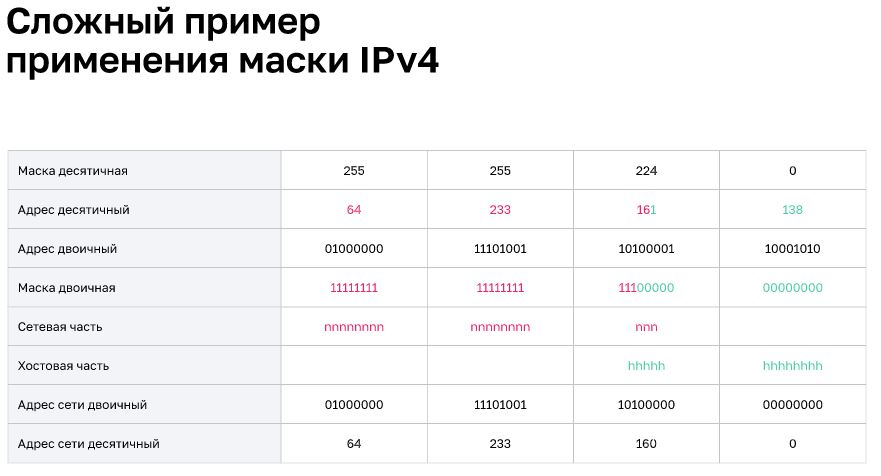 Сложный пример
применения маски IPv4
Маска десятичная 255 255 224 0
Адрес десятичный 64 233 161 138
Адрес двоичный 01000000 11101001 10100001 10001010
Маска двоичная 11111111 11111111 11100000 00000000
Сетевая часть nnnnnnnn nnnnnnnn nnn
Хостовая часть hhhhh hhhhhhhh
Адрес сети двоичный 01000000 11101001 10100000 00000000
Адрес сети десятичный 64 233 160 0